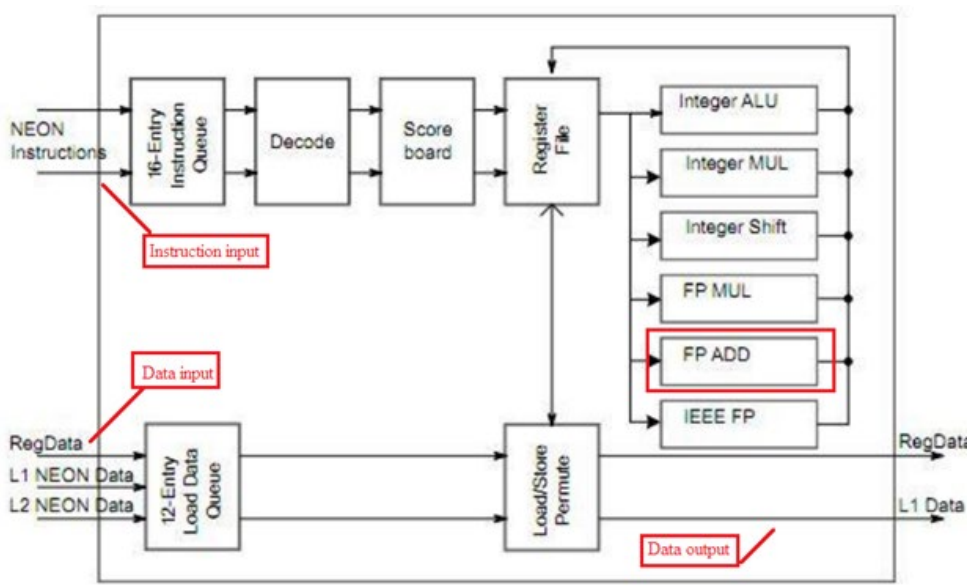 NEON
Instructions
16-Entry
Instruction
Queue
Decode
Score
board
Register
File
Integer ALU
Integer MUL
Integer Shift
FP MUL
FP ADD
IEEE FP
Instruction input
Data input
RegData
L1 NEON Data
L2 NEON Data
12-Entry
Load Data
Queue
Load/Store
Permute
RegData
L1 Data
Data output